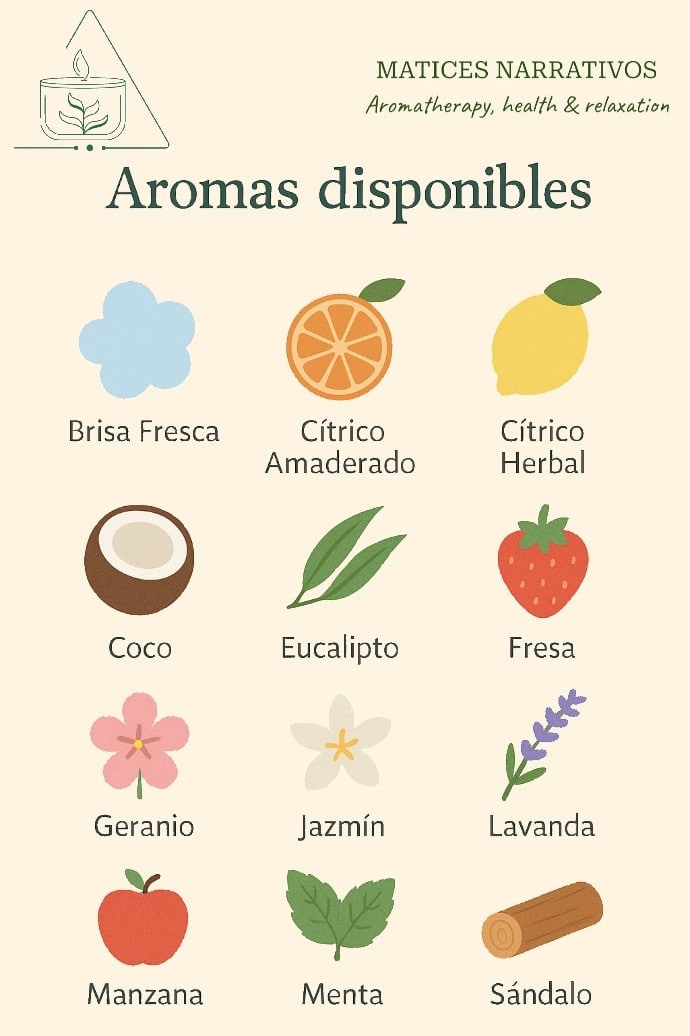 MATICES NARRATIVOS
Aromatherapy, health & relaxation
Aromas disponibles
Brisa Fresca
Cítrico
Amaderado
Cítrico
Herbal
Coco
Eucalipto
Fresa
Geranio
Jazmín
Lavanda
Manzana
Menta
Sándalo